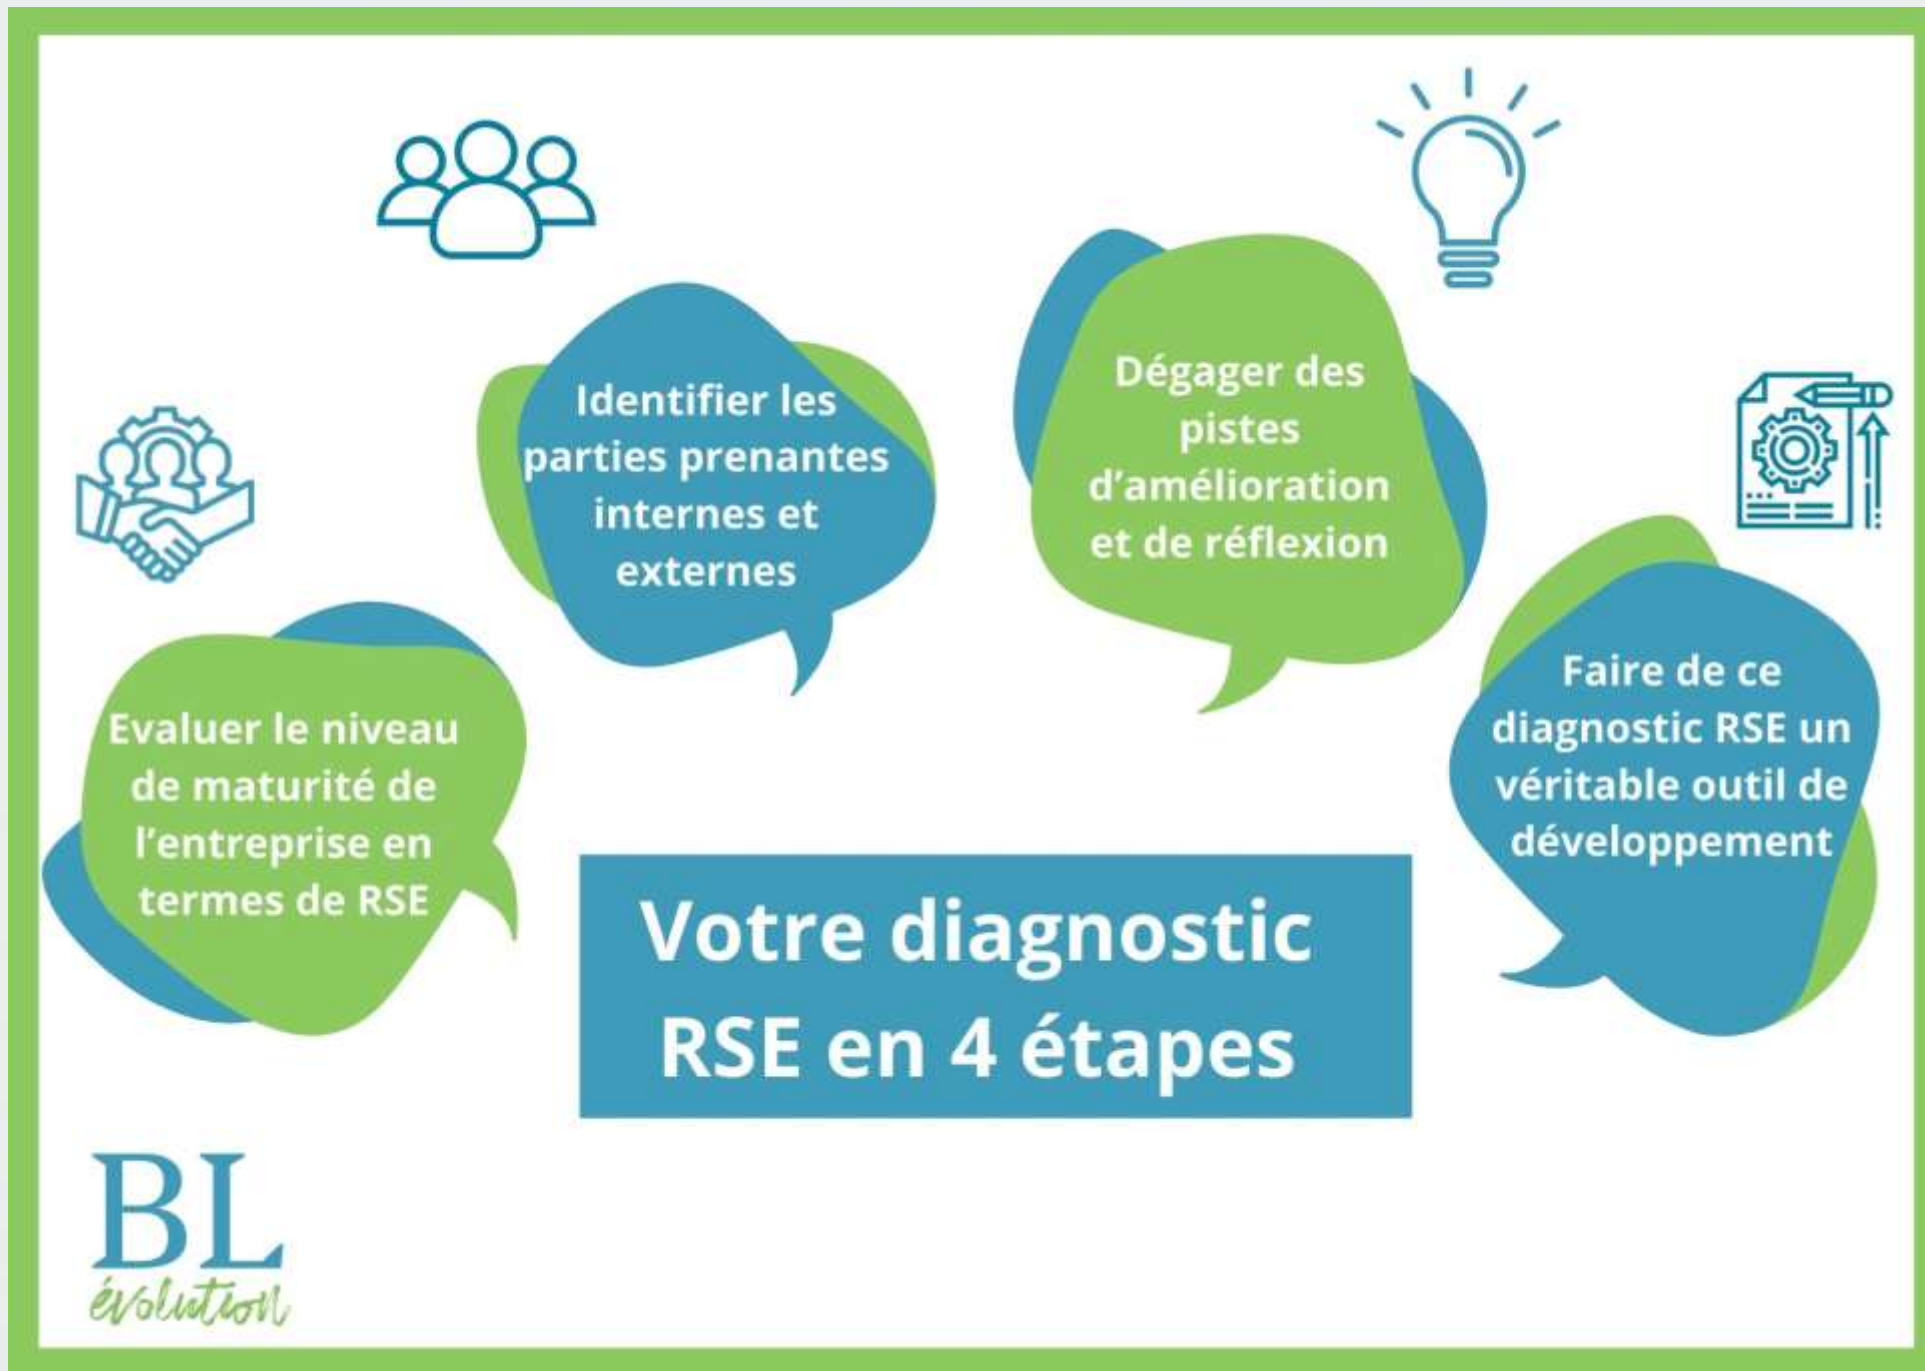 Evaluer le niveau
de maturité de
l'entreprise en
termes de RSE
Identifier les
parties prenantes
internes et
externes
Dégager des
pistes
d'amélioration
et de réflexion
Faire de ce
diagnostic RSE un
véritable outil de
développement
Votre diagnostic
RSE en 4 étapes
BL
évolution